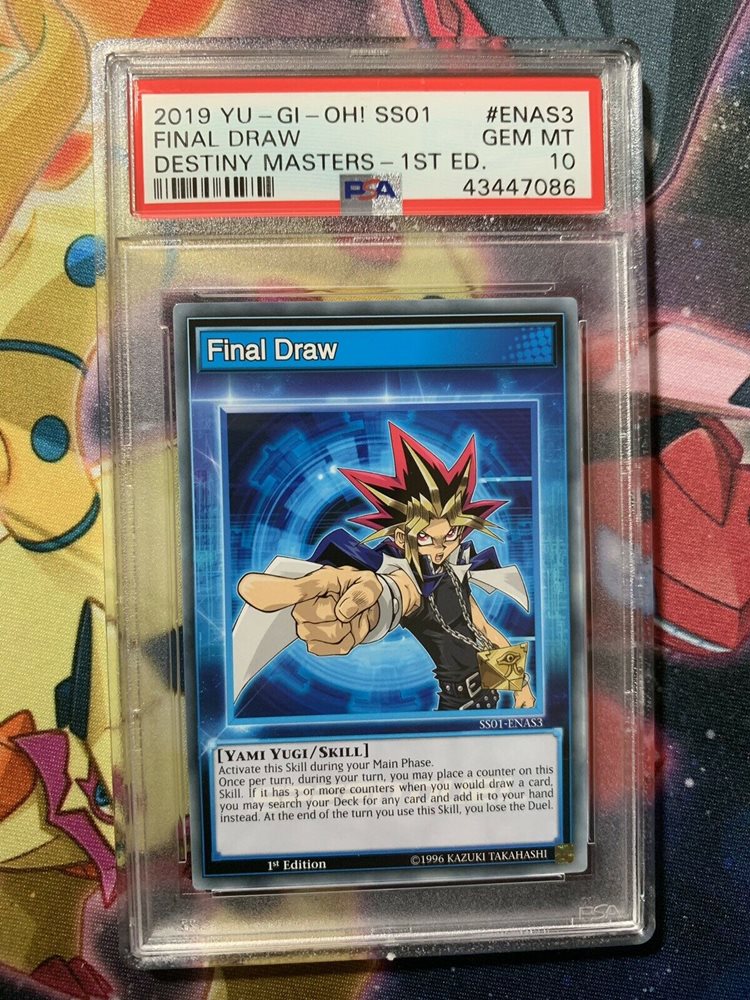 2019 YU-GI-OH! SS01 #ENAS3
FINAL DRAW GEM MT
DESTINY MASTERS-1ST ED. 10
PSA 43447086
Final Draw
SS01-ENAS3
[YAMI YUGI/SKILL]
Activate this Skill during your Main Phase.
Once per turn, during your turn, you may place a counter on this
Skill. If it has 3 or more counters when you would draw a card,
you may search your Deck for any card and add it to your hand
instead. At the end of the turn you use this Skill, you lose the Duel.
1st Edition ©1996 KAZUKI TAKAHASHI
PSA